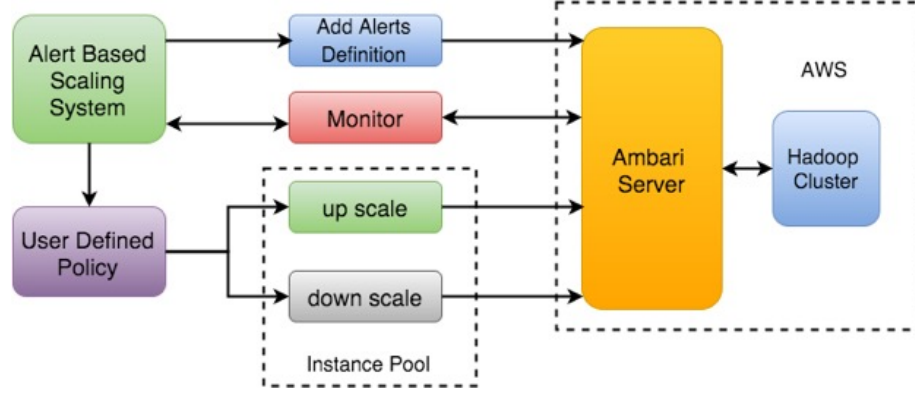 Alert Based
Scaling
System
Add Alerts
Definition
Monitor
up scale
down scale
Instance Pool
User Defined
Policy
Ambari
Server
AWS
Hadoop
Cluster